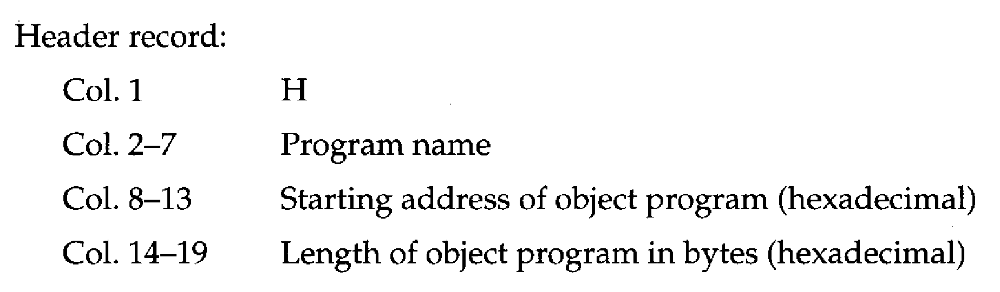 Header record:
Col. 1 H
Col. 2–7 Program name
Col. 8–13 Starting address of object program (hexadecimal)
Col. 14–19 Length of object program in bytes (hexadecimal)